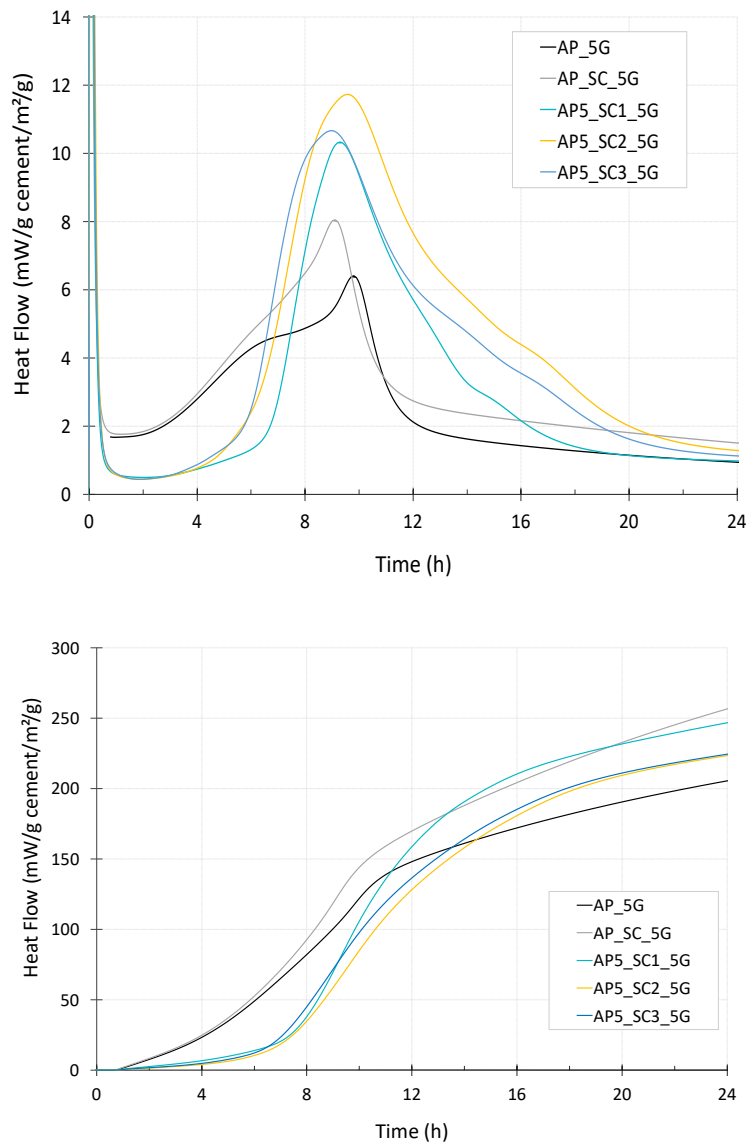 14
12
10
8
6
4
2
0
Heat Flow (mW/g cement/m²/g)
AP_5G
AP_SC_5G
AP5_SC1_5G
AP5_SC2_5G
AP5_SC3_5G
0 4 8 12 16 20 24
Time (h)
300
250
200
150
100
50
0
Heat Flow (mW/g cement/m²/g)
AP_5G
AP_SC_5G
AP5_SC1_5G
AP5_SC2_5G
AP5_SC3_5G
0 4 8 12 16 20 24
Time (h)